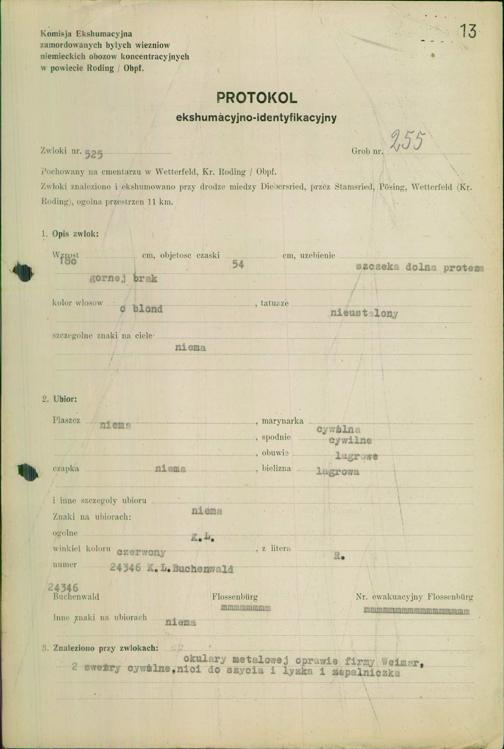 13
Komisja Ekshumacyjna
zamordowanych byłych wiezniow
niemieckich obozow koncentracyjnych
w powiecie Roding / Obpf.
PROTOKOL
ekshumacyjno-identyfikacyjny
Zwloki nr. 525 Grob nr. 255
Pochowany na cmentarzu w Wetterfeld, Kr. Roding / Obpf.
Zwloki znaleziono i ekshumowano przy drodze miedzy Diebersried, przez Stamsried, Pösing, Wetterfeld (Kr.
Roding), ogolna przestrzen 11 km.
1. Opis zwlok:
Wzrost 180 cm, objetosc czaski 54 cm, uzebienie szczeka dolna proteza
gornej brak
kolor wlosow c blond, tatuaze nieustalony
szczegolne znaki na ciele niema
2. Ubior:
Plaszcz niema, marynarka cywilna
, spodnie cywilne
, obuwie lagrowe
czapka niema, bielizna lagrowa
i inne szczegoly ubioru niema
Znaki na ubiorach:
ogolne K.L.
winkiel koloru czerwony, z litera R.
numer 24346 K.L.Buchenwald
24346
Buchenwald Flossenbürg Nr. ewakuacyjny Flossenbürg
Inne znaki na ubiorach niema
3. Znaleziono przy zwlokach: okulary metalowej oprawie firmy Weimar,
2 swetry cywilne,nici do szycia i lyzka i zapalniczka